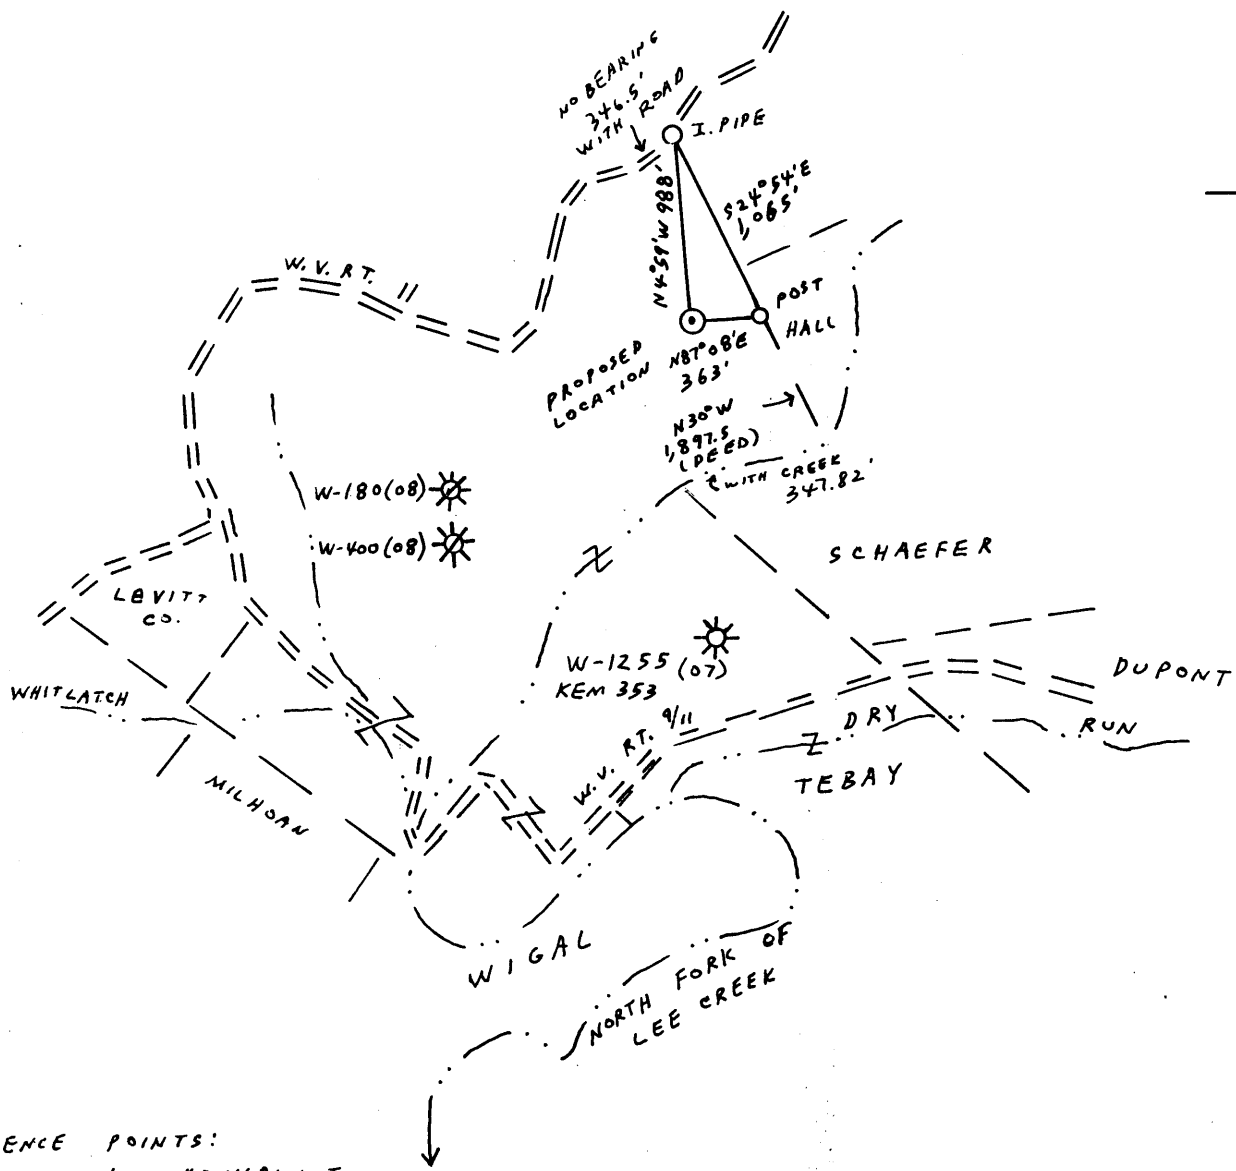 NO BEARING
346.5'
WITH ROAD
I. PIPE
N4°59'W 988'
S24°54'E
1,065'
W.V. RT.
POST
HALL
PROPOSED
LOCATION
N87°08'E
363'
N30°W
1,897.5
(DEED)
WITH CREEK
347.82'
W-180(08)
W-400(08)
SCHAEFER
LEVITT
CO.
W-1255 (07)
KEM 353
WHITLATCH
DUPONT
W.V. RT. 9/11
DRY
RUN
TEBAY
MILHOAN
WIGAL
NORTH FORK OF
LEE CREEK
ENCE POINTS: